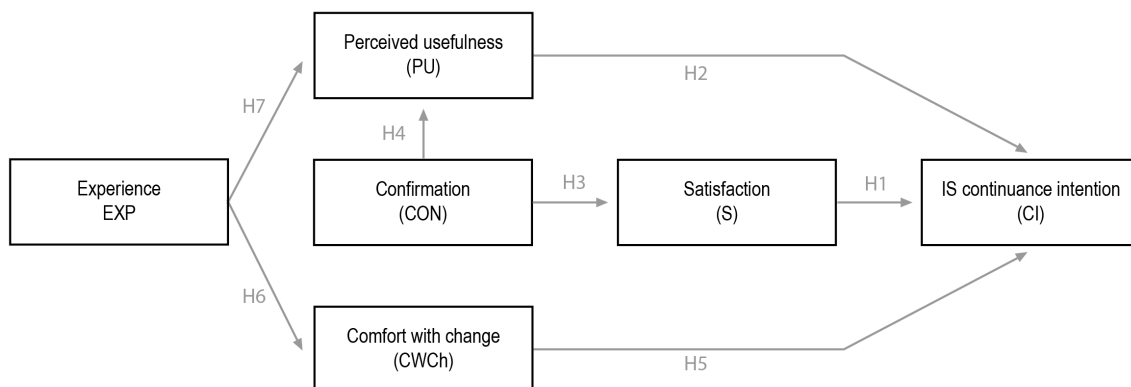 Perceived usefulness
(PU)
H2
H7
H4
Experience
EXP
Confirmation
(CON)
H3
Satisfaction
(S)
H1
IS continuance intention
(CI)
H6
Comfort with change
(CWCh)
H5